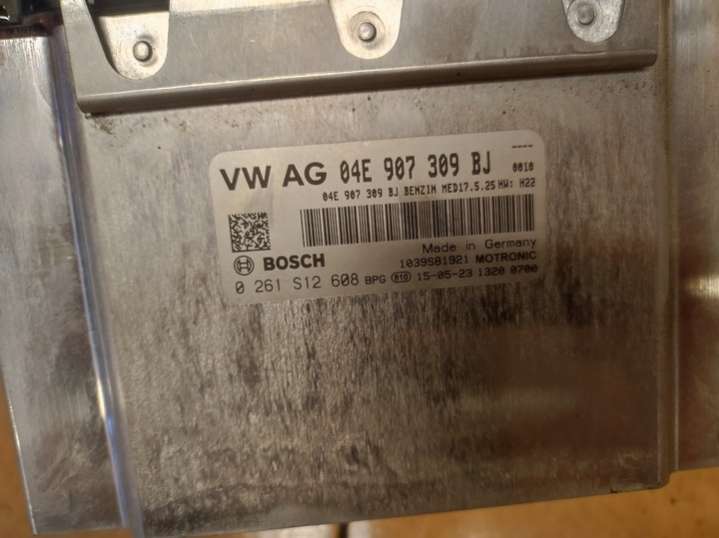 VW AG 04E 907 309 BJ 0010
04E 907 309 BJ BENZIN MED17.5.25 HW: H22
Made in Germany
BOSCH 1039S81921 MOTRONIC
0 261 S12 608 BPG M10 15-05-23 1320 0700